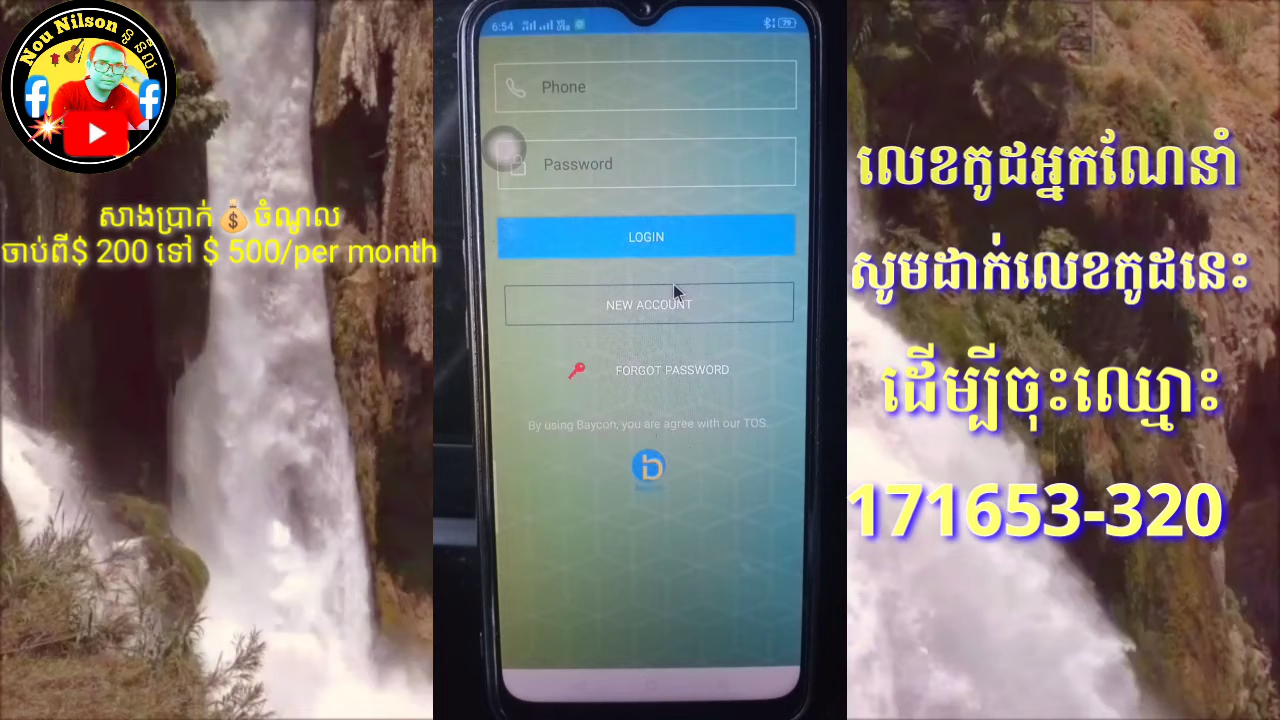 Nou Nilson
សាងប្រាក់💰ចំណូល
ចាប់ពី$ 200 ទៅ $ 500/per month
6:54
79
Phone
Password
LOGIN
NEW ACCOUNT
FORGOT PASSWORD
By using Baycon, you are agree with our TOS.
លេខកូដអ្នកណែនាំ
សូមដាក់លេខកូដនេះ
ដើម្បីចុះឈ្មោះ
171653-320